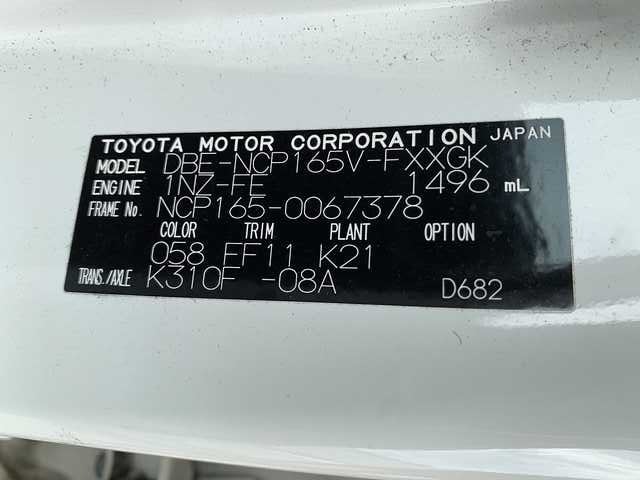 TOYOTA MOTOR CORPORATION JAPAN
MODEL DBE-NCP165V-FXXGK
ENGINE 1NZ-FE 1496 mL
FRAME No. NCP165-0067378
COLOR TRIM PLANT OPTION
058 EF11 K21
TRANS./AXLE K310F -08A D682